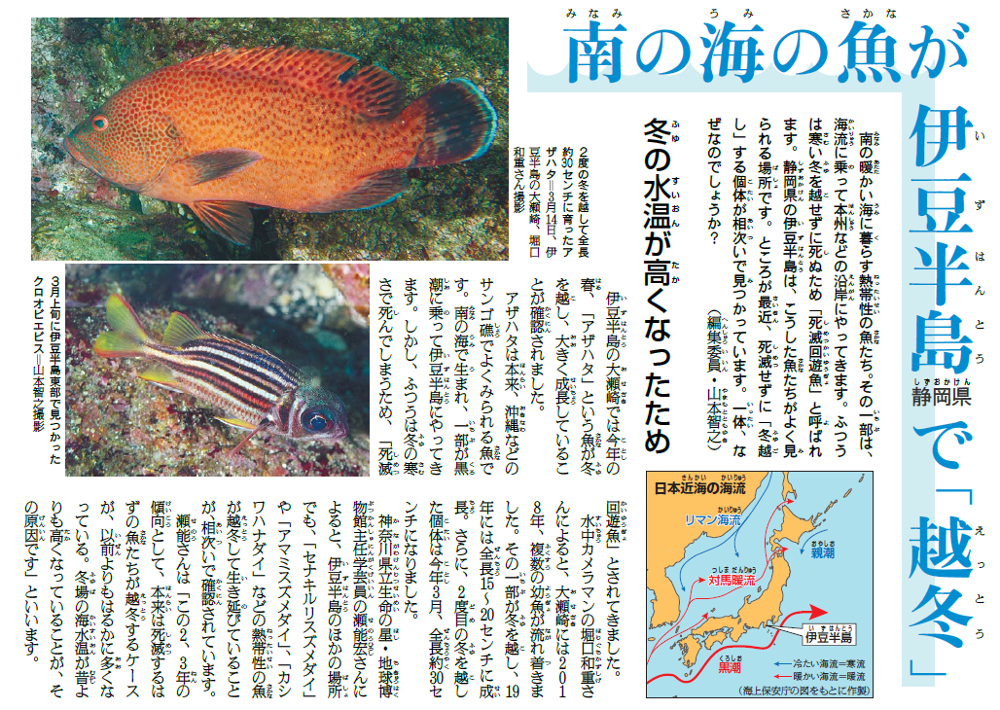 南の海の魚が
伊豆半島で「越冬」
静岡県
南の暖かい海に暮らす熱帯性の魚たち。その一部は、
海流に乗って本州などの沿岸にやってきます。ふつう
は寒い冬を越せずに死ぬため「死滅回遊魚」と呼ばれ
ます。静岡県の伊豆半島は、こうした魚たちがよく見
られる場所です。ところが最近、死滅せずに「冬越
し」する個体が相次いで見つかっています。一体、な
ぜなのでしょうか?
(編集委員・山本智之)
冬の水温が高くなったため
2度の冬を越して全長
約30センチに育ったア
ザハタ=3月14日、伊
豆半島の大瀬崎、堀口
和重さん撮影
3月上旬に伊豆半島東部で見つかった
クロオビエビス=山本智之撮影
伊豆半島の大瀬崎では今年の
春、「アザハタ」という魚が冬
を越し、大きく成長しているこ
とが確認されました。
アザハタは本来、沖縄などの
サンゴ礁でよくみられる魚で
す。南の海で生まれ、一部が黒
潮に乗って伊豆半島にやってき
ます。しかし、ふつうは冬の寒
さで死んでしまうため、「死滅
回遊魚」とされてきました。
水中カメラマンの堀口和重さ
んによると、大瀬崎には201
8年、複数の幼魚が流れ着きま
した。その一部が冬を越し、19
年には全長15〜20センチに成
長。さらに、2度目の冬を越し
た個体は今年3月、全長約30セ
ンチになりました。
神奈川県立生命の星・地球博
物館主任学芸員の瀬能宏さんに
よると、伊豆半島のほかの場所
でも、「セナキルリスズメダイ」
や「アマミスズメダイ」、「カシ
ワハナダイ」などの熱帯性の魚
が越冬して生き延びていること
が、相次いで確認されています。
瀬能さんは「この2、3年の
傾向として、本来は死滅するは
ずの魚たちが越冬するケース
が、以前よりもはるかに多くな
っている。冬場の海水温が昔よ
りも高くなっていることが、そ
の原因です」といいます。
日本近海の海流
リマン海流
親潮
対馬暖流
伊豆半島
黒潮
冷たい海流=寒流
暖かい海流=暖流
(海上保安庁の図をもとに作製)